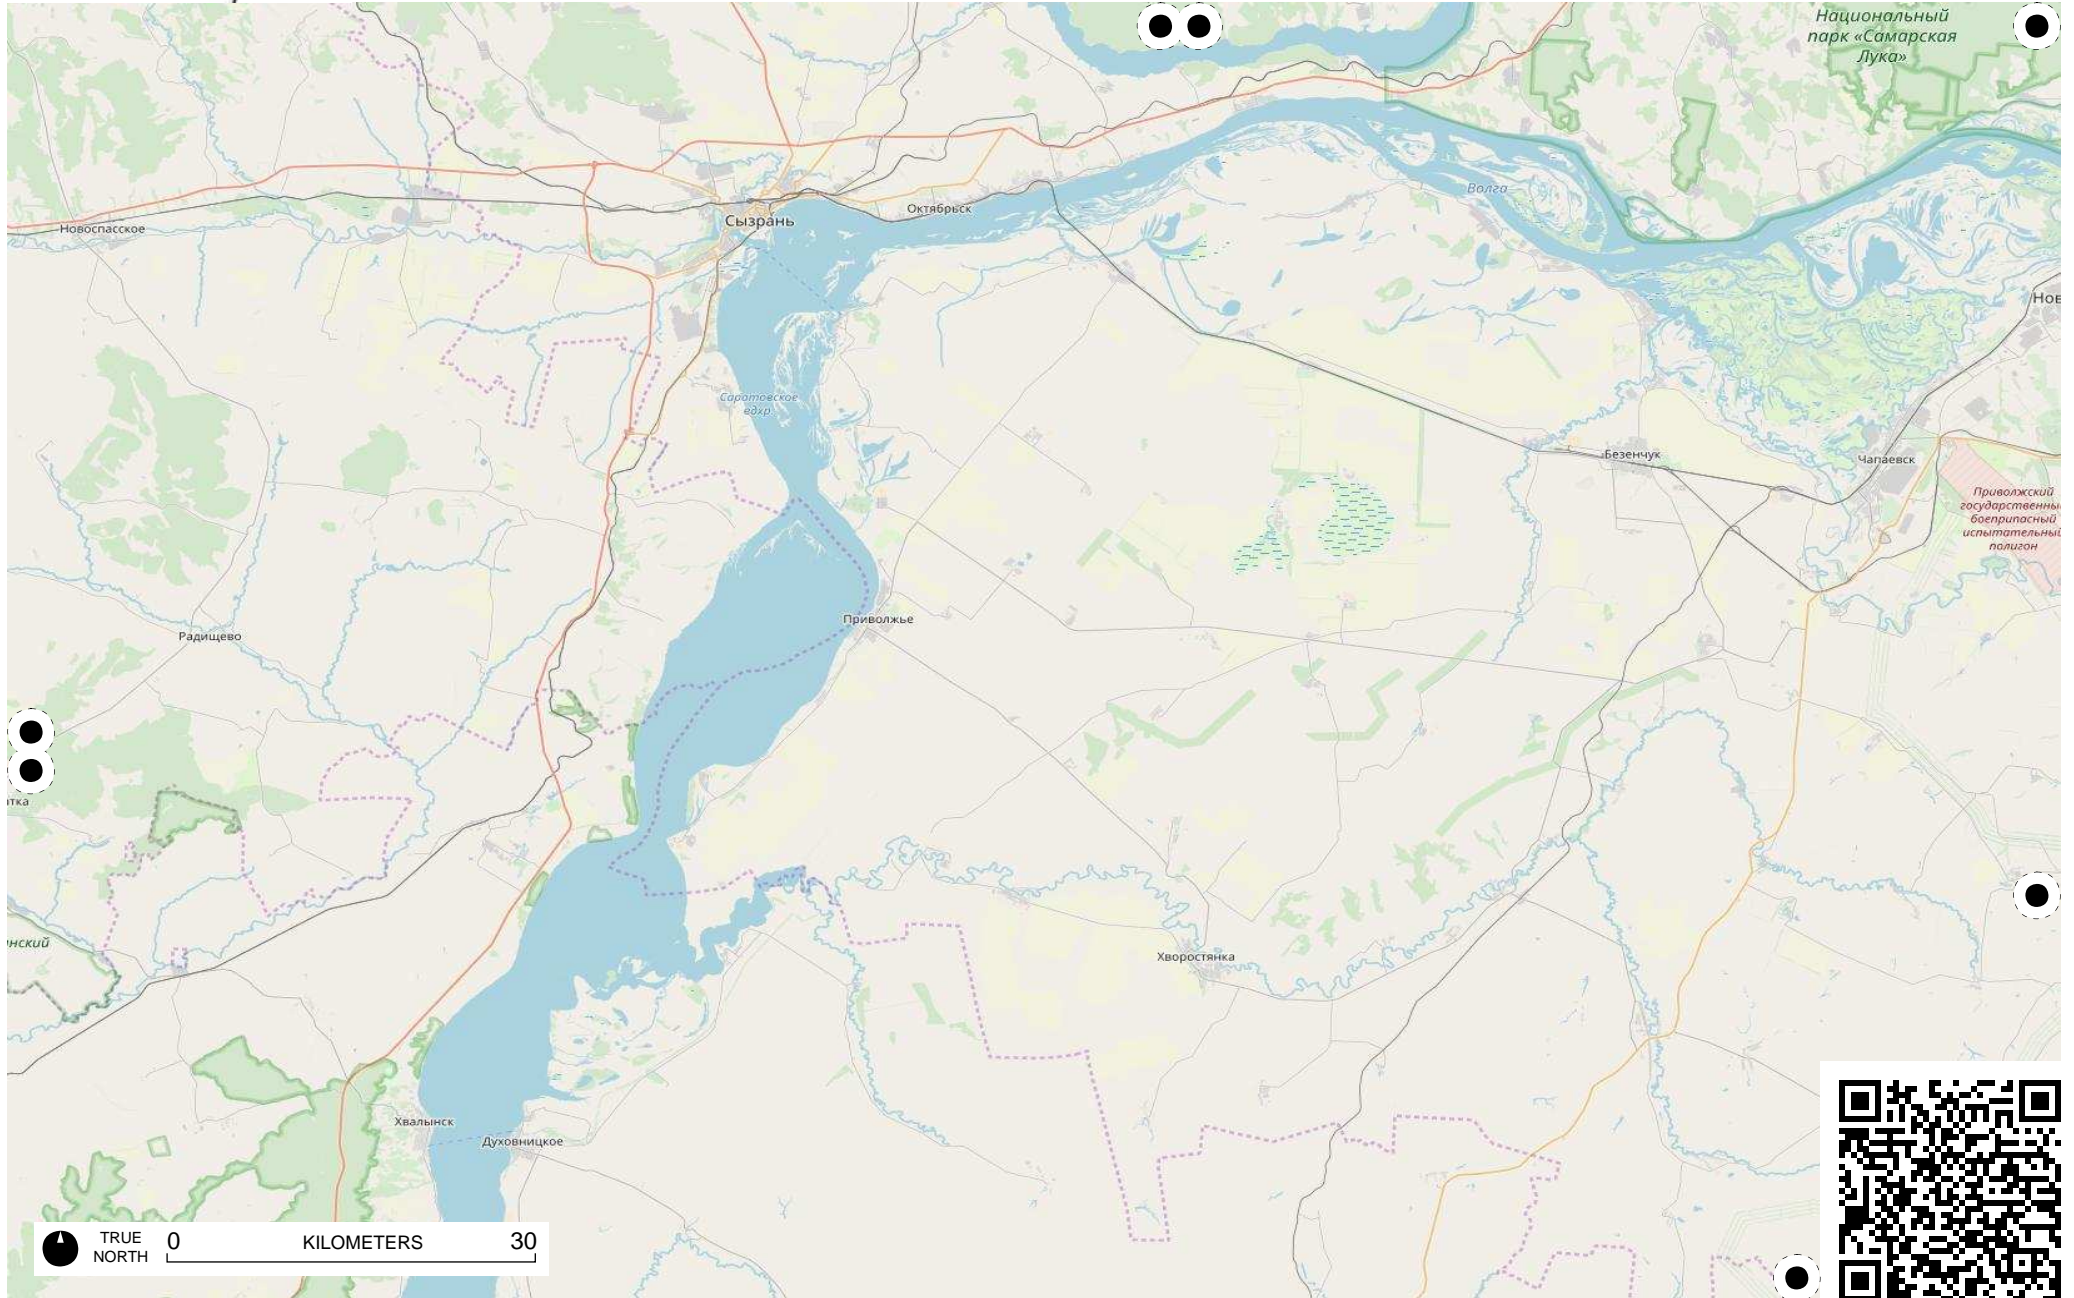 Национальный
парк «Самарская
Лука»
Волга
Октябрьск
Сызрань
Новоспасское
Нов
Саратовское
вдхр
Безенчук
Чапаевск
Приволжский
государственны
боеприпасный
испытательный
полигон
Приволжье
Радищево
тка
нский
Хворостянка
Хвалынск
Духовницкое
TRUE
NORTH
0 KILOMETERS 30